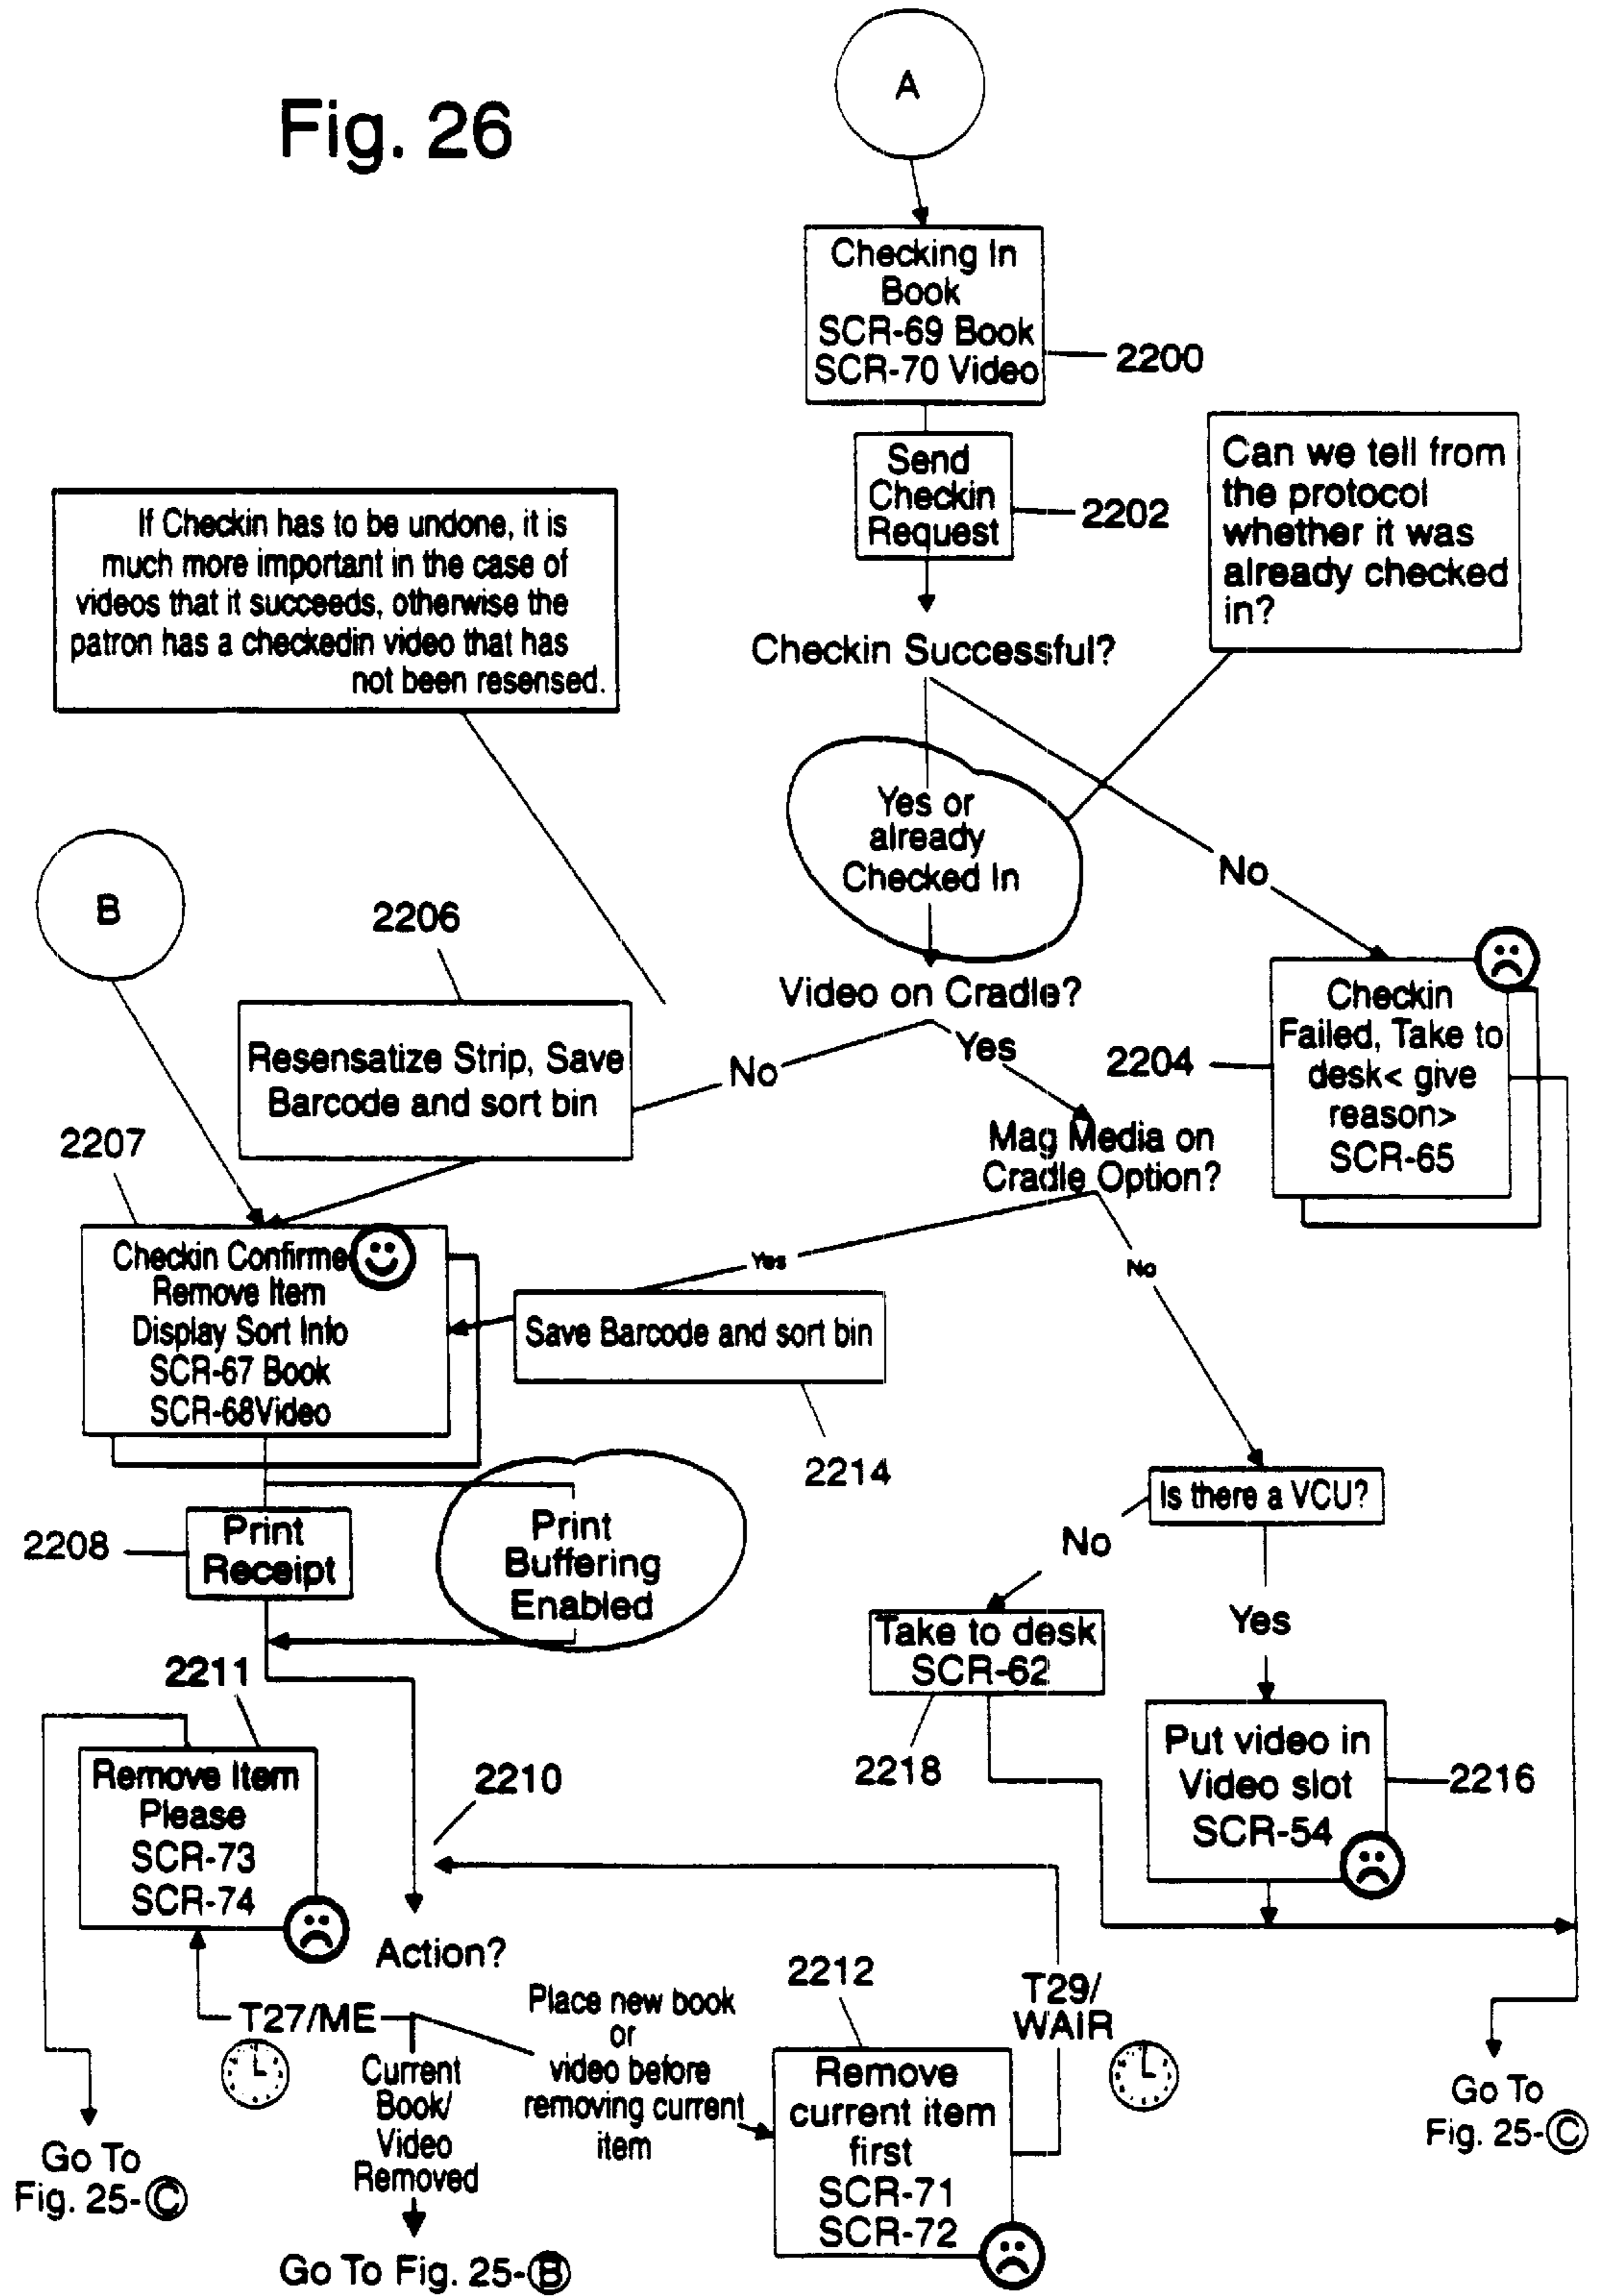 Fig. 26
A
Checking In
Book
SCR-69 Book
SCR-70 Video
2200
Send
Checkin
Request
2202
Can we tell from
the protocol
whether it was
already checked
in?
If Checkin has to be undone, it is
much more important in the case of
videos that it succeeds, otherwise the
patron has a checkedin video that has
not been resensed.
Checkin Successful?
Yes or
already
Checked In
No
B
2206
Video on Cradle?
No
Yes
Resensatize Strip, Save
Barcode and sort bin
2204
Checkin
Failed, Take to
desk< give
reason>
SCR-65
Mag Media on
Cradle Option?
Yes
No
2207
Checkin Confirme
Remove Item
Display Sort Into
SCR-67 Book
SCR-68Video
Save Barcode and sort bin
2214
Is there a VCU?
No
Yes
2208
Print
Receipt
Print
Buffering
Enabled
Take to desk
SCR-62
2218
Put video in
Video slot
SCR-54
2216
2211
Remove Item
Please
SCR-73
SCR-74
2210
Action?
T27/ME
Current
Book/
Video
Removed
Place new book
or
video before
removing current
item
2212
Remove
current item
first
SCR-71
SCR-72
T29/
WAIR
Go To
Fig. 25-C
Go To Fig. 25-B
Go To
Fig. 25-C